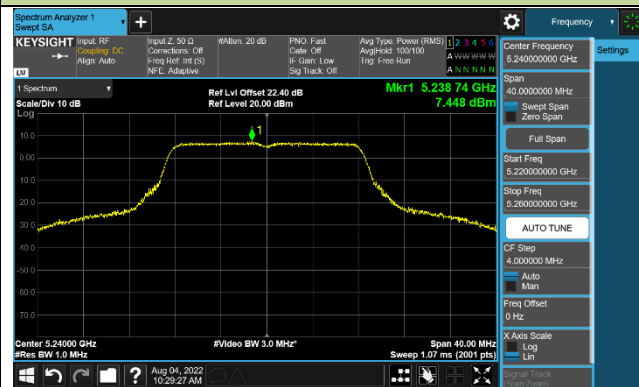 Spectrum Analyzer 1
Swept SA
Frequency
KEYSIGHT
Input: RF
Coupling: DC
Align: Auto
Input Z: 50 Ω
Corrections: Off
Freq Ref: Int (S)
NFE: Adaptive
#Atten: 20 dB
PNO: Fast
Gate: Off
IF Gain: Low
Sig Track: Off
Avg Type: Power (RMS)
Avg|Hold: 100/100
Trig: Free Run
1 2 3 4 5 6
A W W W W W
A N N N N N
LXI
1 Spectrum
Scale/Div 10 dB
Ref Lvl Offset 22.40 dB
Ref Level 20.00 dBm
Mkr1 5.238 74 GHz
7.448 dBm
Log
1
10.0
0.00
-10.0
-20.0
-30.0
-40.0
-50.0
-60.0
-70.0
Center 5.24000 GHz
#Res BW 1.0 MHz
#Video BW 3.0 MHz*
Span 40.00 MHz
Sweep 1.07 ms (2001 pts)
Center Frequency
5.240000000 GHz
Settings
Span
40.0000000 MHz
Swept Span
Zero Span
Full Span
Start Freq
5.220000000 GHz
Stop Freq
5.260000000 GHz
AUTO TUNE
CF Step
4.000000 MHz
Auto
Man
Freq Offset
0 Hz
X Axis Scale
Log
Lin
Signal Track
(Span Zoom)
Aug 04, 2022
10:29:27 AM